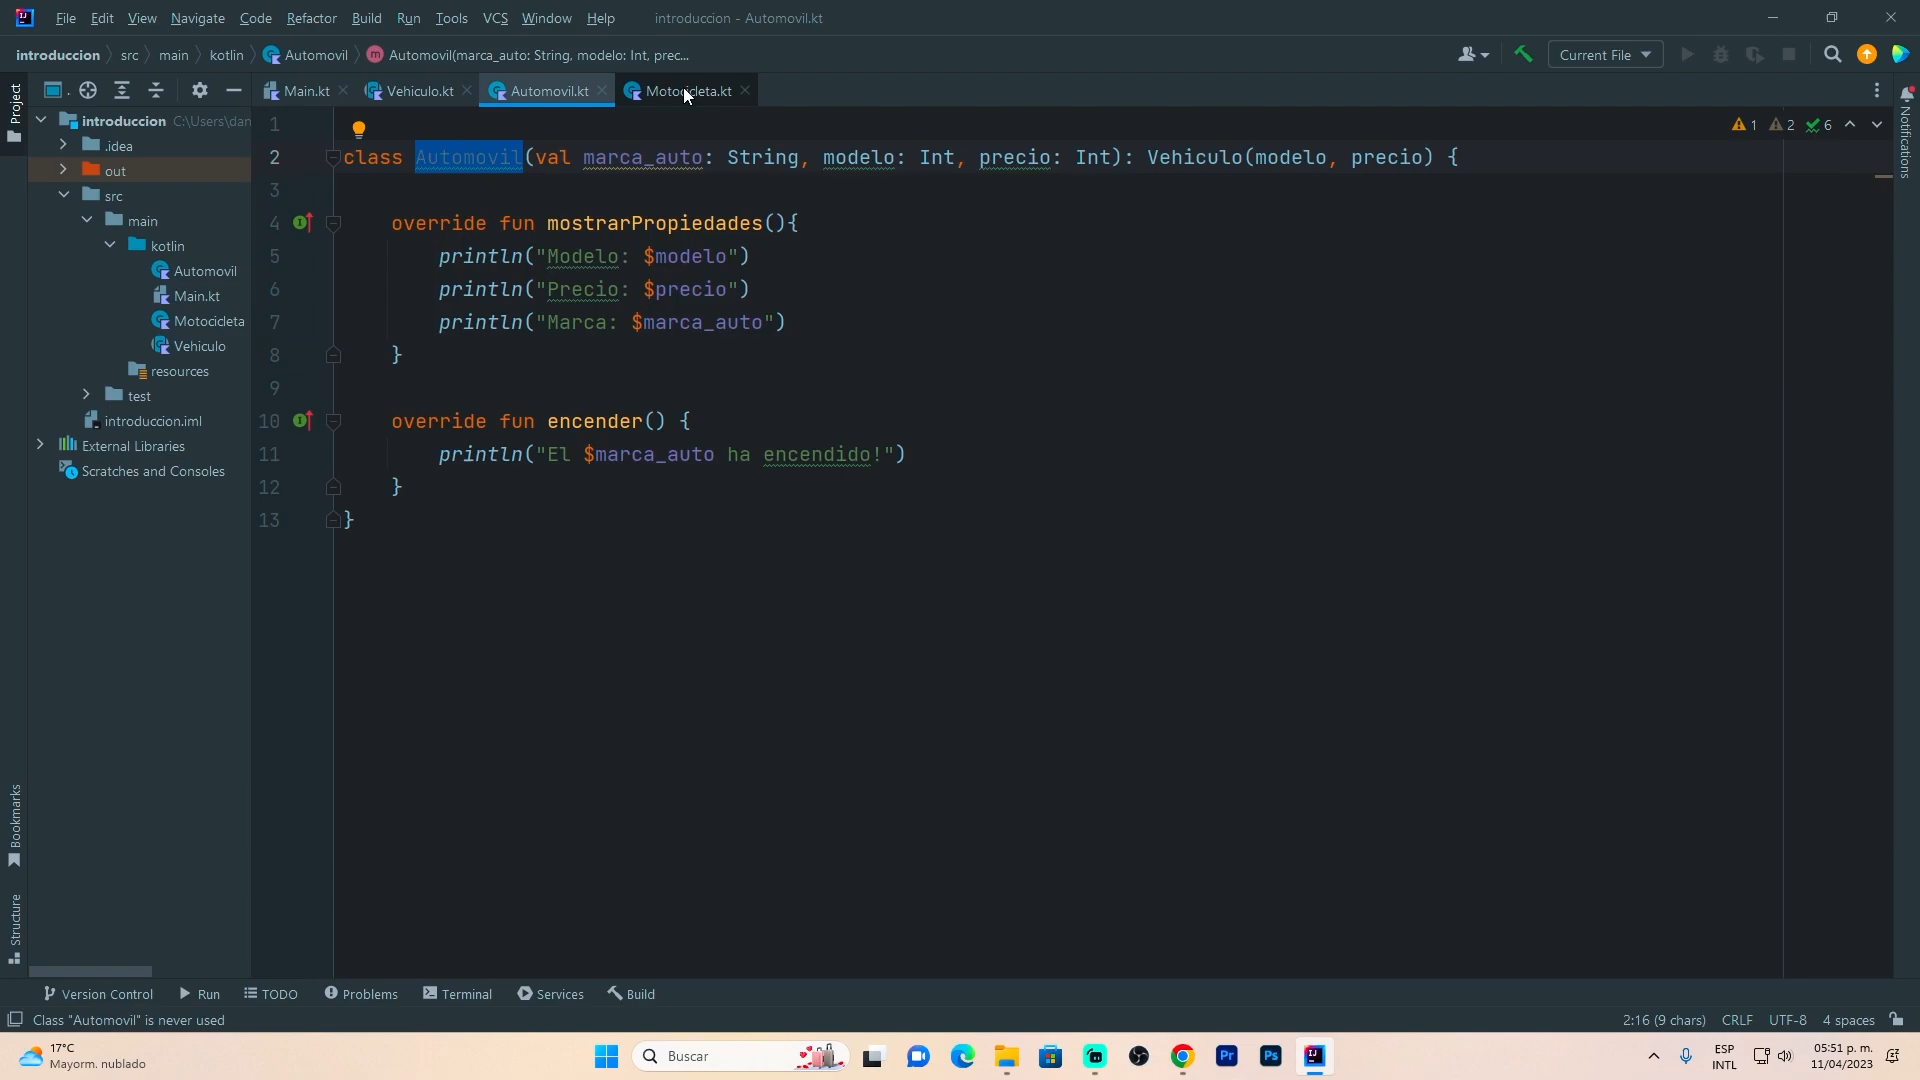 File Edit View Navigate Code Refactor Build Run Tools VCS Window Help introduccion - Automovil.kt
introduccion src main kotlin Automovil Automovil(marca_auto: String, modelo: Int, prec... Current File
Project Main.kt Vehiculo.kt Automovil.kt Motocicleta.kt
Notifications
introduccion C:\Users\dan
.idea
out
src
main
kotlin
Automovil
Main.kt
Motocicleta
Vehiculo
resources
test
introduccion.iml
External Libraries
Scratches and Consoles
1 1 2 6
2 class Automovil(val marca_auto: String, modelo: Int, precio: Int): Vehiculo(modelo, precio) {
3
4 override fun mostrarPropiedades(){
5 println("Modelo: $modelo")
6 println("Precio: $precio")
7 println("Marca: $marca_auto")
8 }
9
10 override fun encender() {
11 println("El $marca_auto ha encendido!")
12 }
13 }
Bookmarks
Structure
Version Control Run TODO Problems Terminal Services Build
Class "Automovil" is never used 2:16 (9 chars) CRLF UTF-8 4 spaces
17°C
Mayorm. nublado
Buscar
Pr Ps
ESP
INTL
05:51 p. m.
11/04/2023